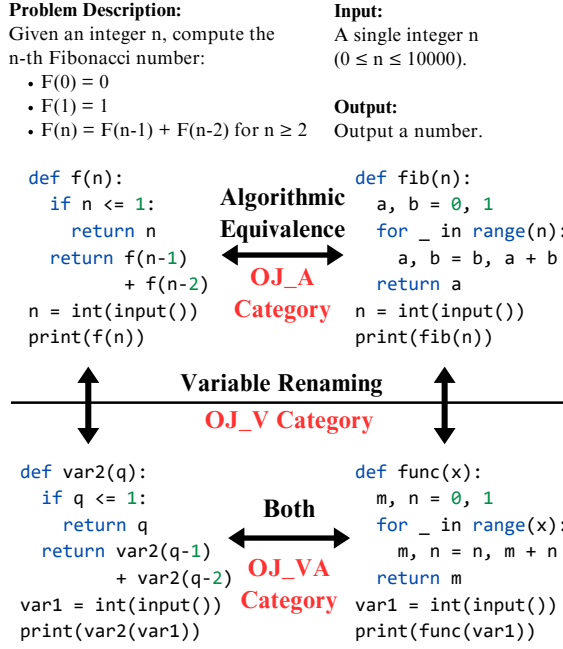 Problem Description:
Given an integer n, compute the
n-th Fibonacci number:
• F(0) = 0
• F(1) = 1
• F(n) = F(n-1) + F(n-2) for n ≥ 2
Input:
A single integer n
(0 ≤ n ≤ 10000).
Output:
Output a number.
def f(n):
  if n <= 1:
    return n
  return f(n-1)
         + f(n-2)
n = int(input())
print(f(n))
Algorithmic
Equivalence
OJ_A
Category
def fib(n):
  a, b = 0, 1
  for _ in range(n):
    a, b = b, a + b
  return a
n = int(input())
print(fib(n))
Variable Renaming
OJ_V Category
def var2(q):
  if q <= 1:
    return q
  return var2(q-1)
         + var2(q-2)
var1 = int(input())
print(var2(var1))
Both
OJ_VA
Category
def func(x):
  m, n = 0, 1
  for _ in range(x):
    m, n = n, m + n
  return m
var1 = int(input())
print(func(var1))